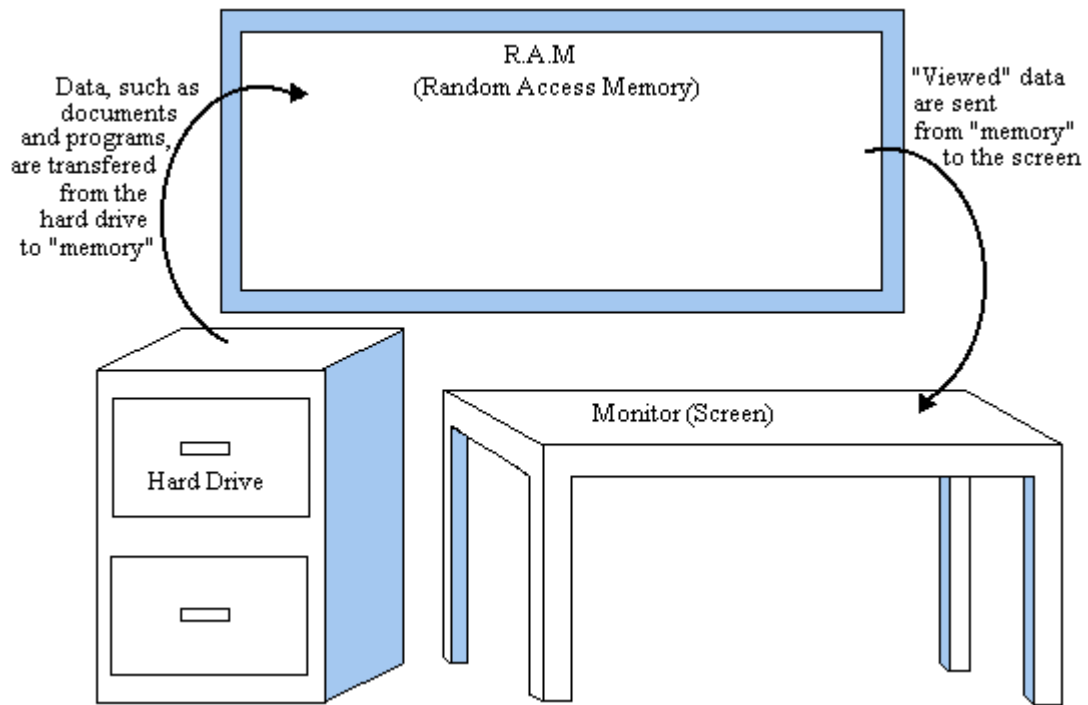 R.A.M
(Random Access Memory)
Data, such as
documents
and programs,
are transfered
from the
hard drive
to "memory"
"Viewed" data
are sent
from "memory"
to the screen
Monitor (Screen)
Hard Drive